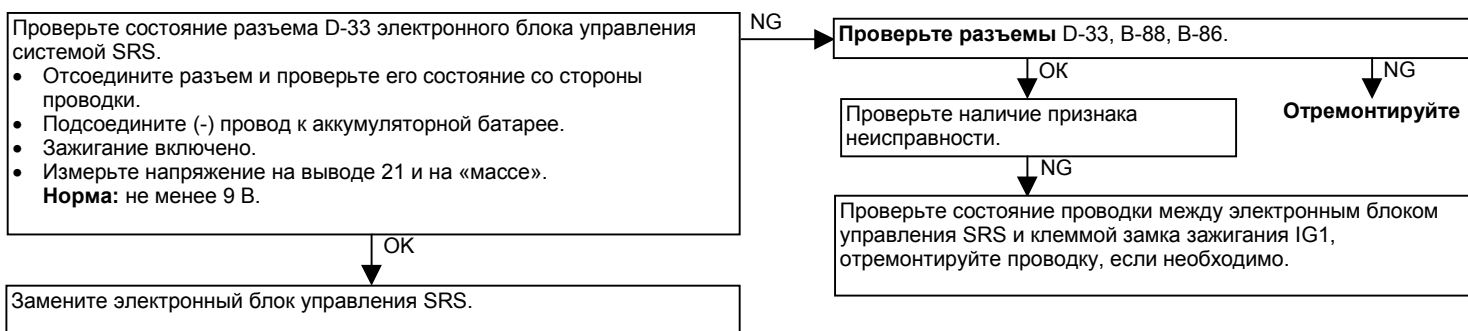 Проверьте состояние разъема D-33 электронного блока управления
системой SRS.
• Отсоедините разъем и проверьте его состояние со стороны
проводки.
• Подсоедините (-) провод к аккумуляторной батарее.
• Зажигание включено.
• Измерьте напряжение на выводе 21 и на «массе».
Норма: не менее 9 В.
NG
Проверьте разъемы D-33, B-88, B-86.
OK
NG
Проверьте наличие признака
неисправности.
Отремонтируйте
NG
Проверьте состояние проводки между электронным блоком
управления SRS и клеммой замка зажигания IG1,
отремонтируйте проводку, если необходимо.
OK
Замените электронный блок управления SRS.